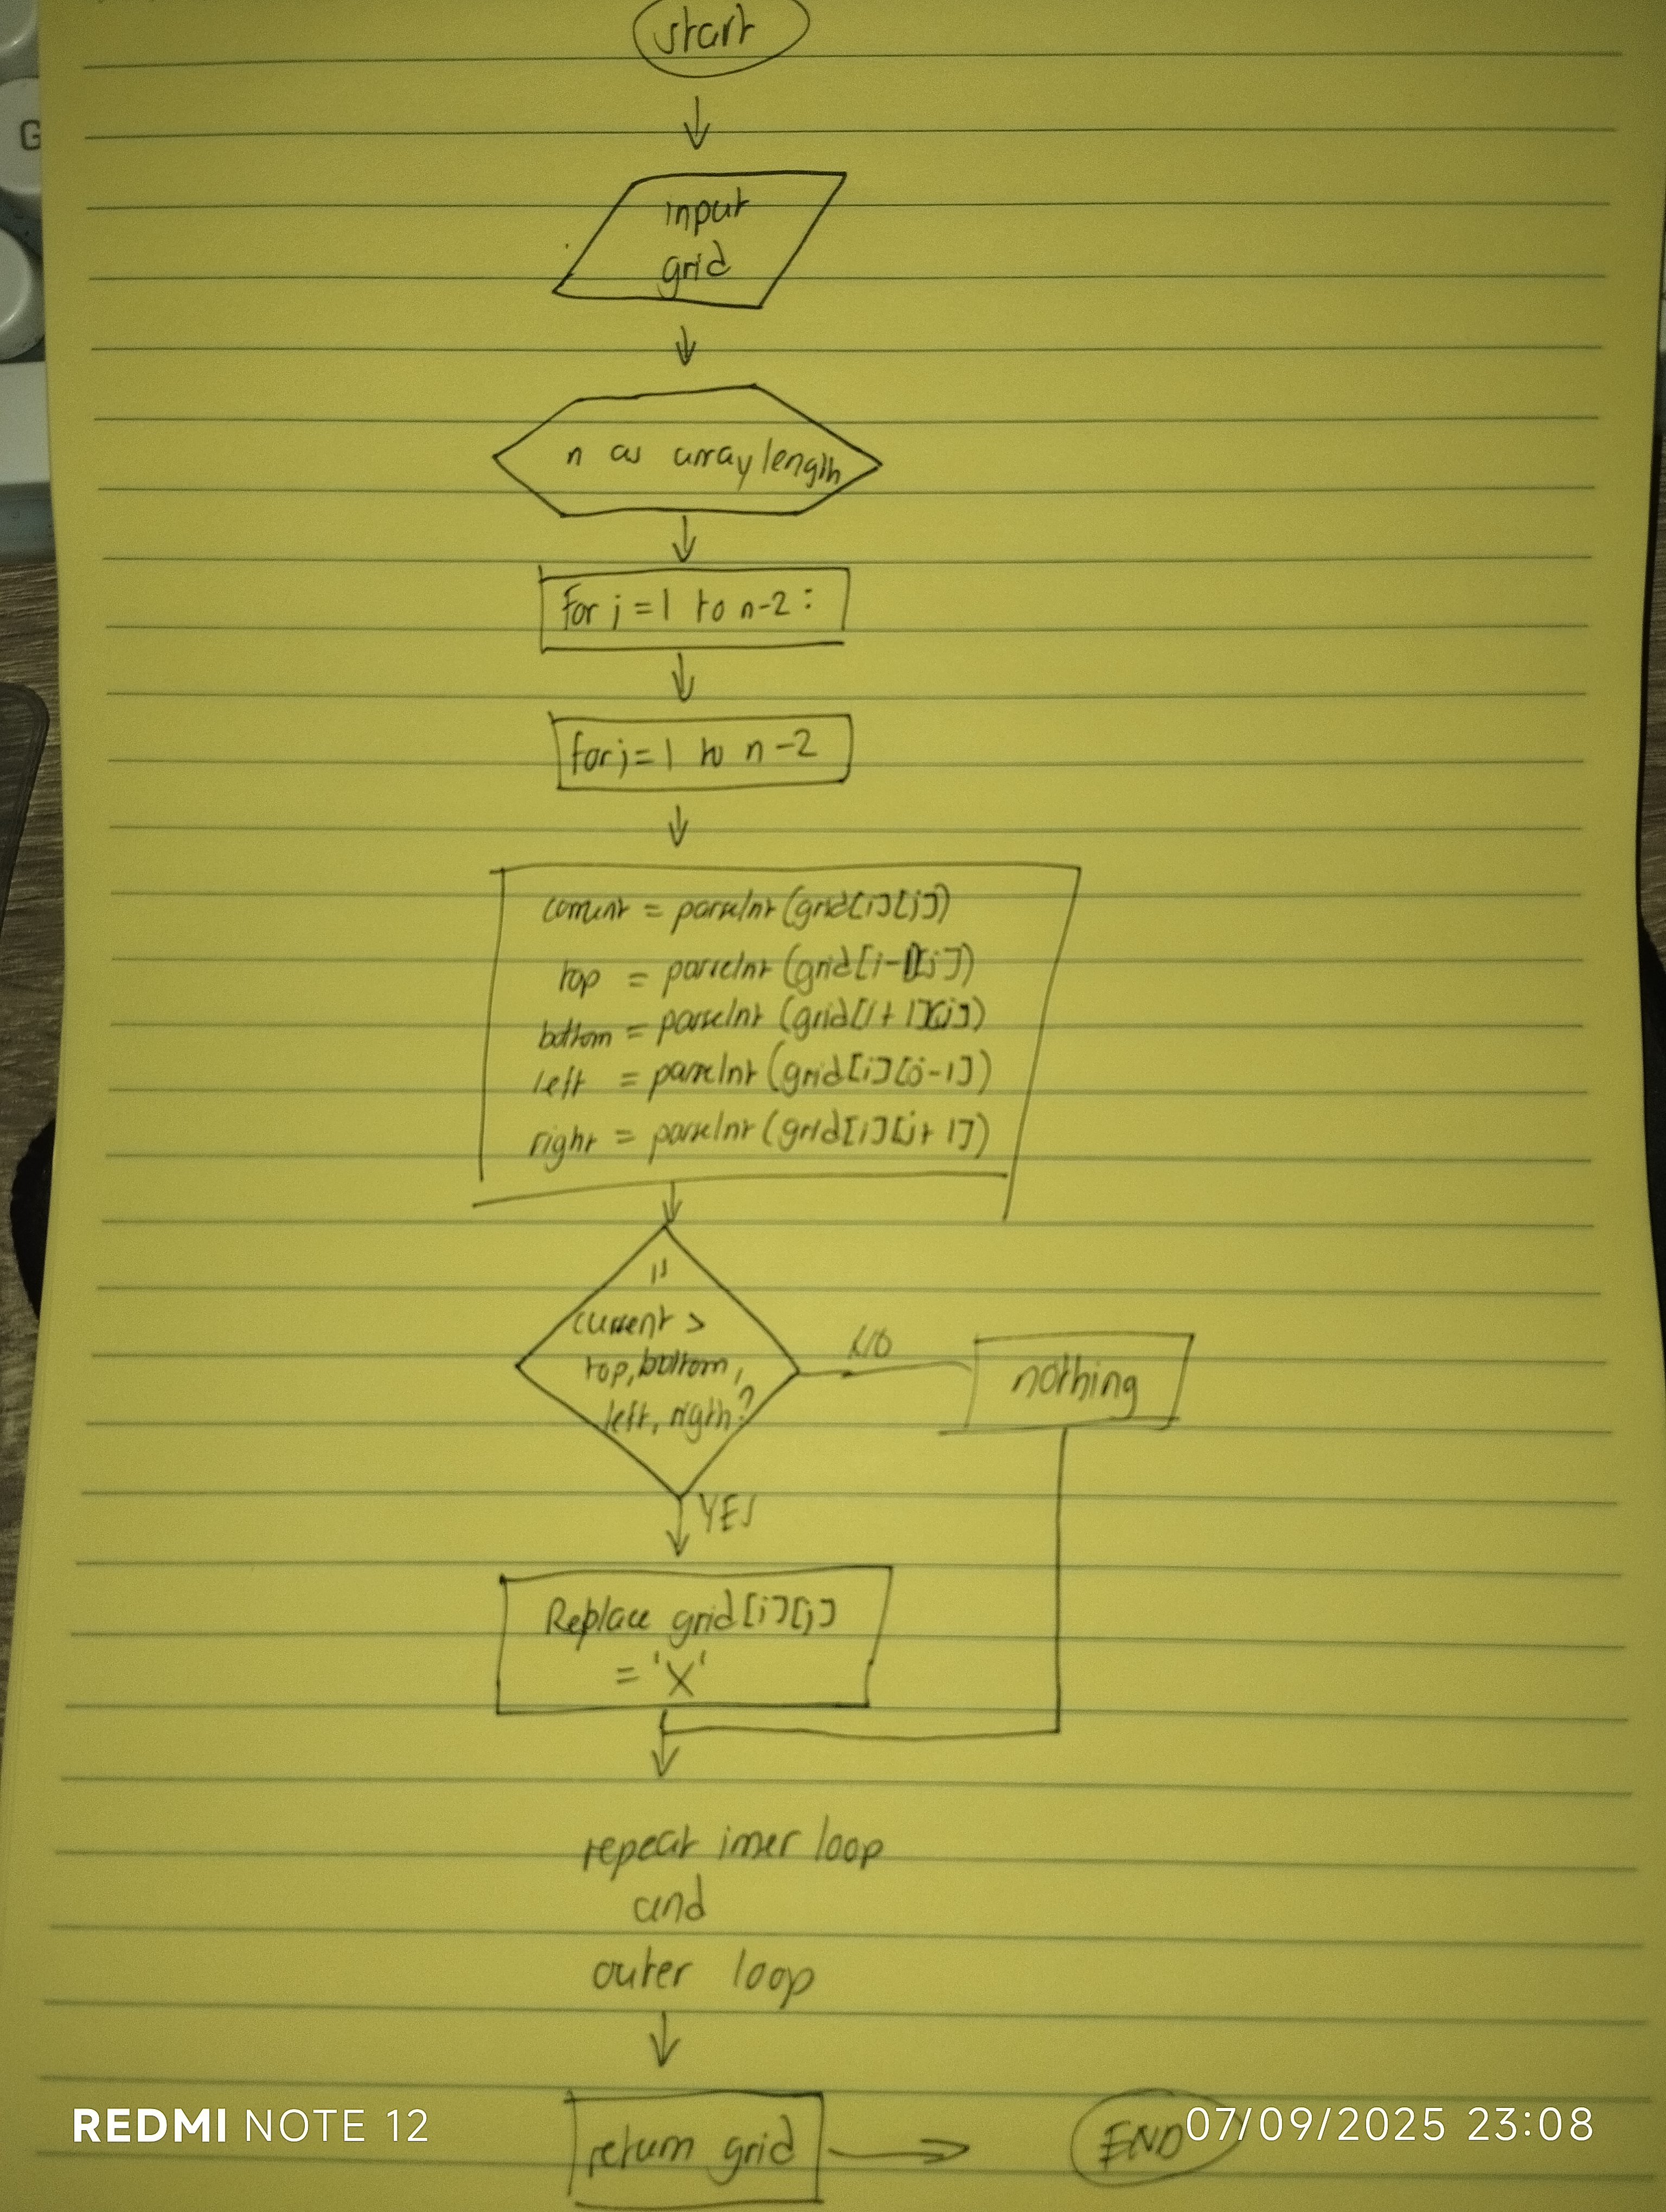 start
input
grid
n as array length
for j = 1 to n-2 :
for j = 1 to n-2
current = parseInt (grid[i][j])
top = parseInt (grid[i-1][j])
bottom = parseInt (grid[i+1][j])
left = parseInt (grid[i][j-1])
right = parseInt (grid[i][j+1])
is
current >
top, bottom,
left, rigth?
NO
nothing
YES
Replace grid[i][j]
= 'X'
repeat inner loop
and
outer loop
return grid
END
REDMI NOTE 12
07/09/2025 23:08
G